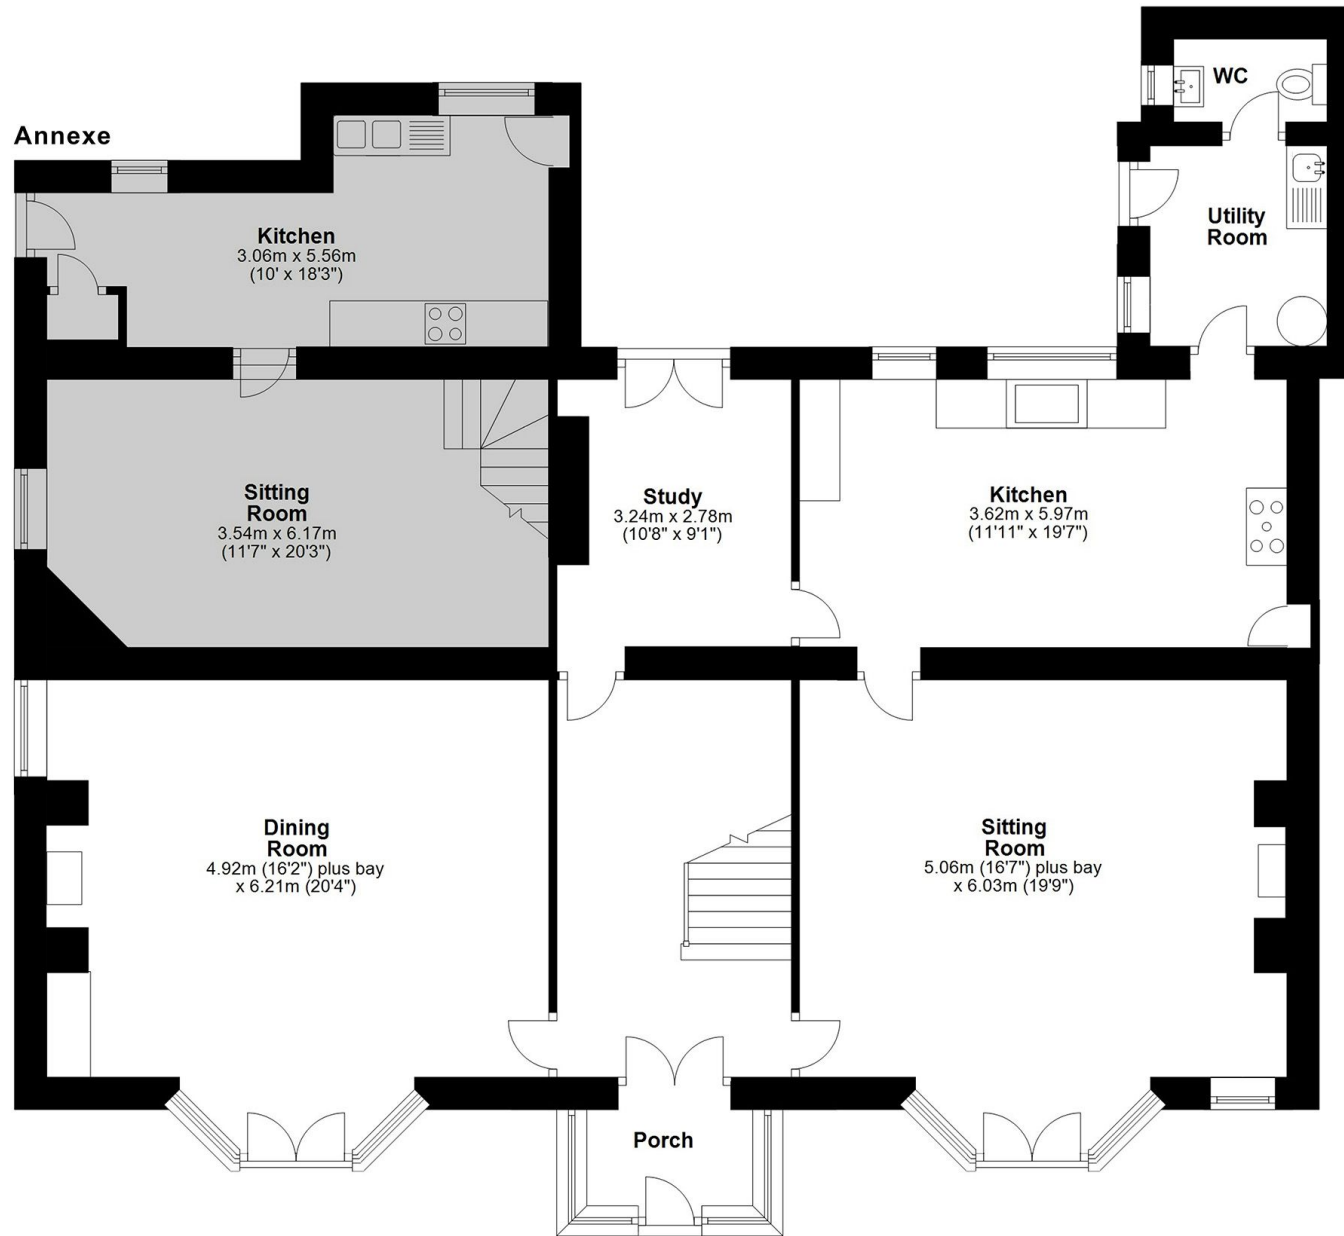 Annexe
WC
Utility
Room
Kitchen
3.06m x 5.56m
(10' x 18'3")
Sitting
Room
3.54m x 6.17m
(11'7" x 20'3")
Study
3.24m x 2.78m
(10'8" x 9'1")
Kitchen
3.62m x 5.97m
(11'11" x 19'7")
Dining
Room
4.92m (16'2") plus bay
x 6.21m (20'4")
Sitting
Room
5.06m (16'7") plus bay
x 6.03m (19'9")
Porch